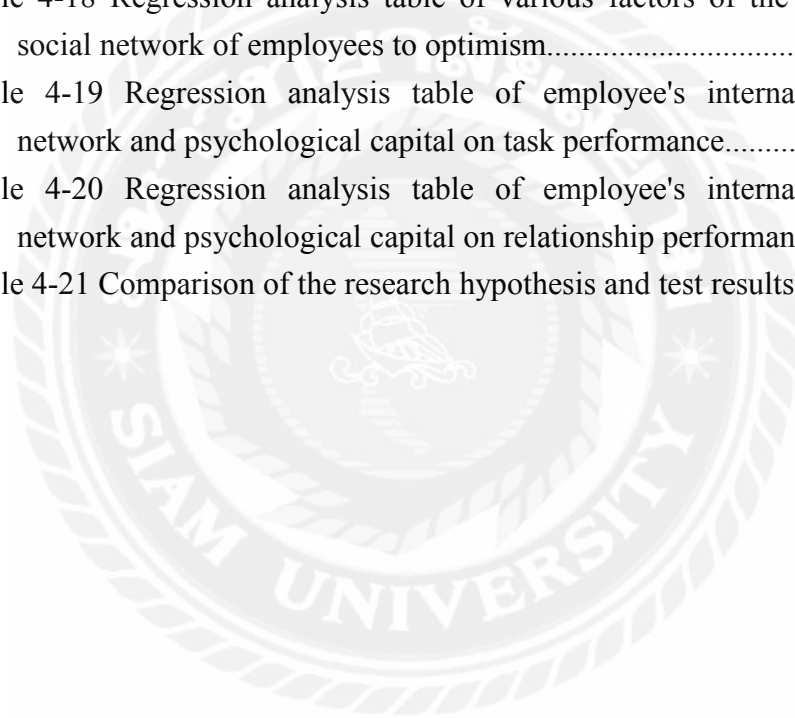 le 4-18 Regression analysis table of various factors of the
social network of employees to optimism............................
le 4-19 Regression analysis table of employee's interna
network and psychological capital on task performance.........
le 4-20 Regression analysis table of employee's interna
network and psychological capital on relationship performan
le 4-21 Comparison of the research hypothesis and test results
SIAM UNIVERSITY